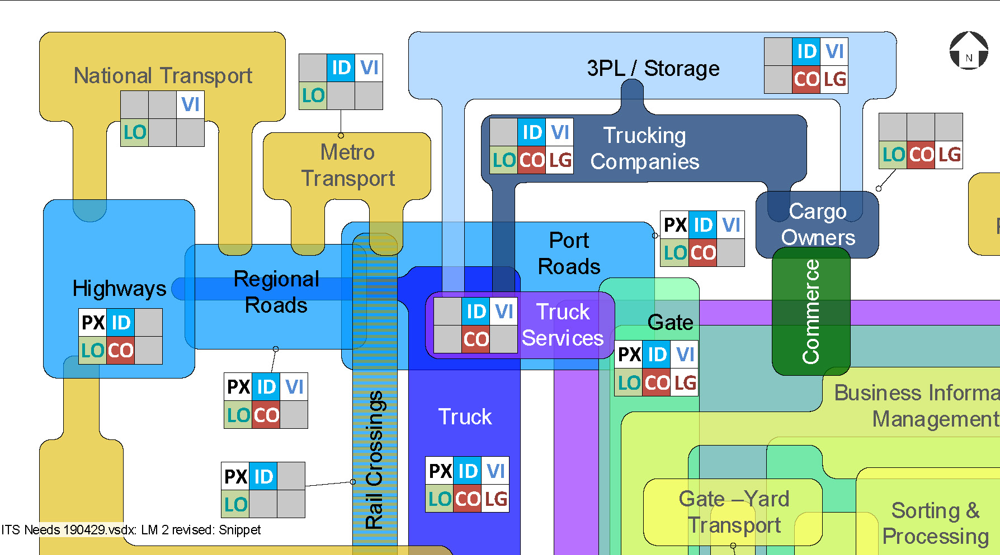 National Transport
VI
LO
ID VI
LO
3PL / Storage
ID VI
CO LG
N
Metro
Transport
ID VI
LO CO LG
Trucking
Companies
LO CO LG
Cargo
Owners
Port
Roads
PX ID VI
LO CO
Highways
PX ID
LO CO
Regional
Roads
PX ID VI
LO CO
ID VI
CO
Truck
Services
Gate
PX ID VI
LO CO LG
Commerce
Business Informa
Management
Truck
PX ID VI
LO CO LG
Rail Crossings
PX ID
LO
Gate –Yard
Transport
Sorting &
Processing
ITS Needs 190429.vsdx: LM 2 revised: Snippet